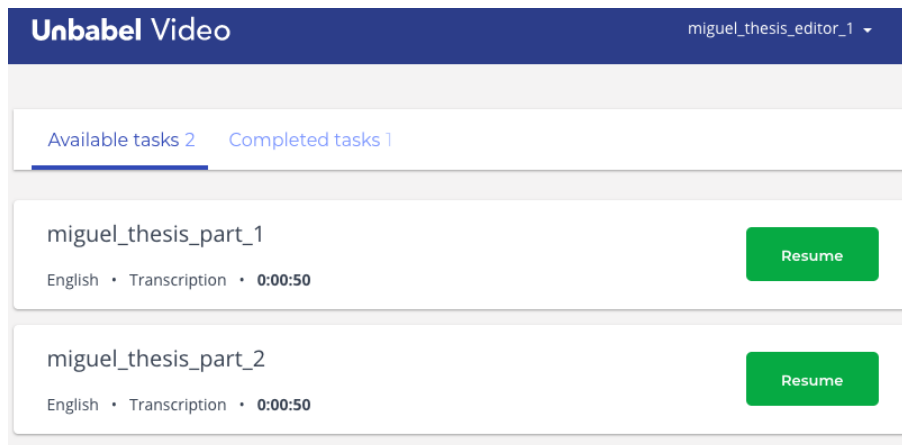 Unbabel Video
miguel_thesis_editor_1
Available tasks 2 Completed tasks 1
miguel_thesis_part_1
English • Transcription • 0:00:50
Resume
miguel_thesis_part_2
English • Transcription • 0:00:50
Resume